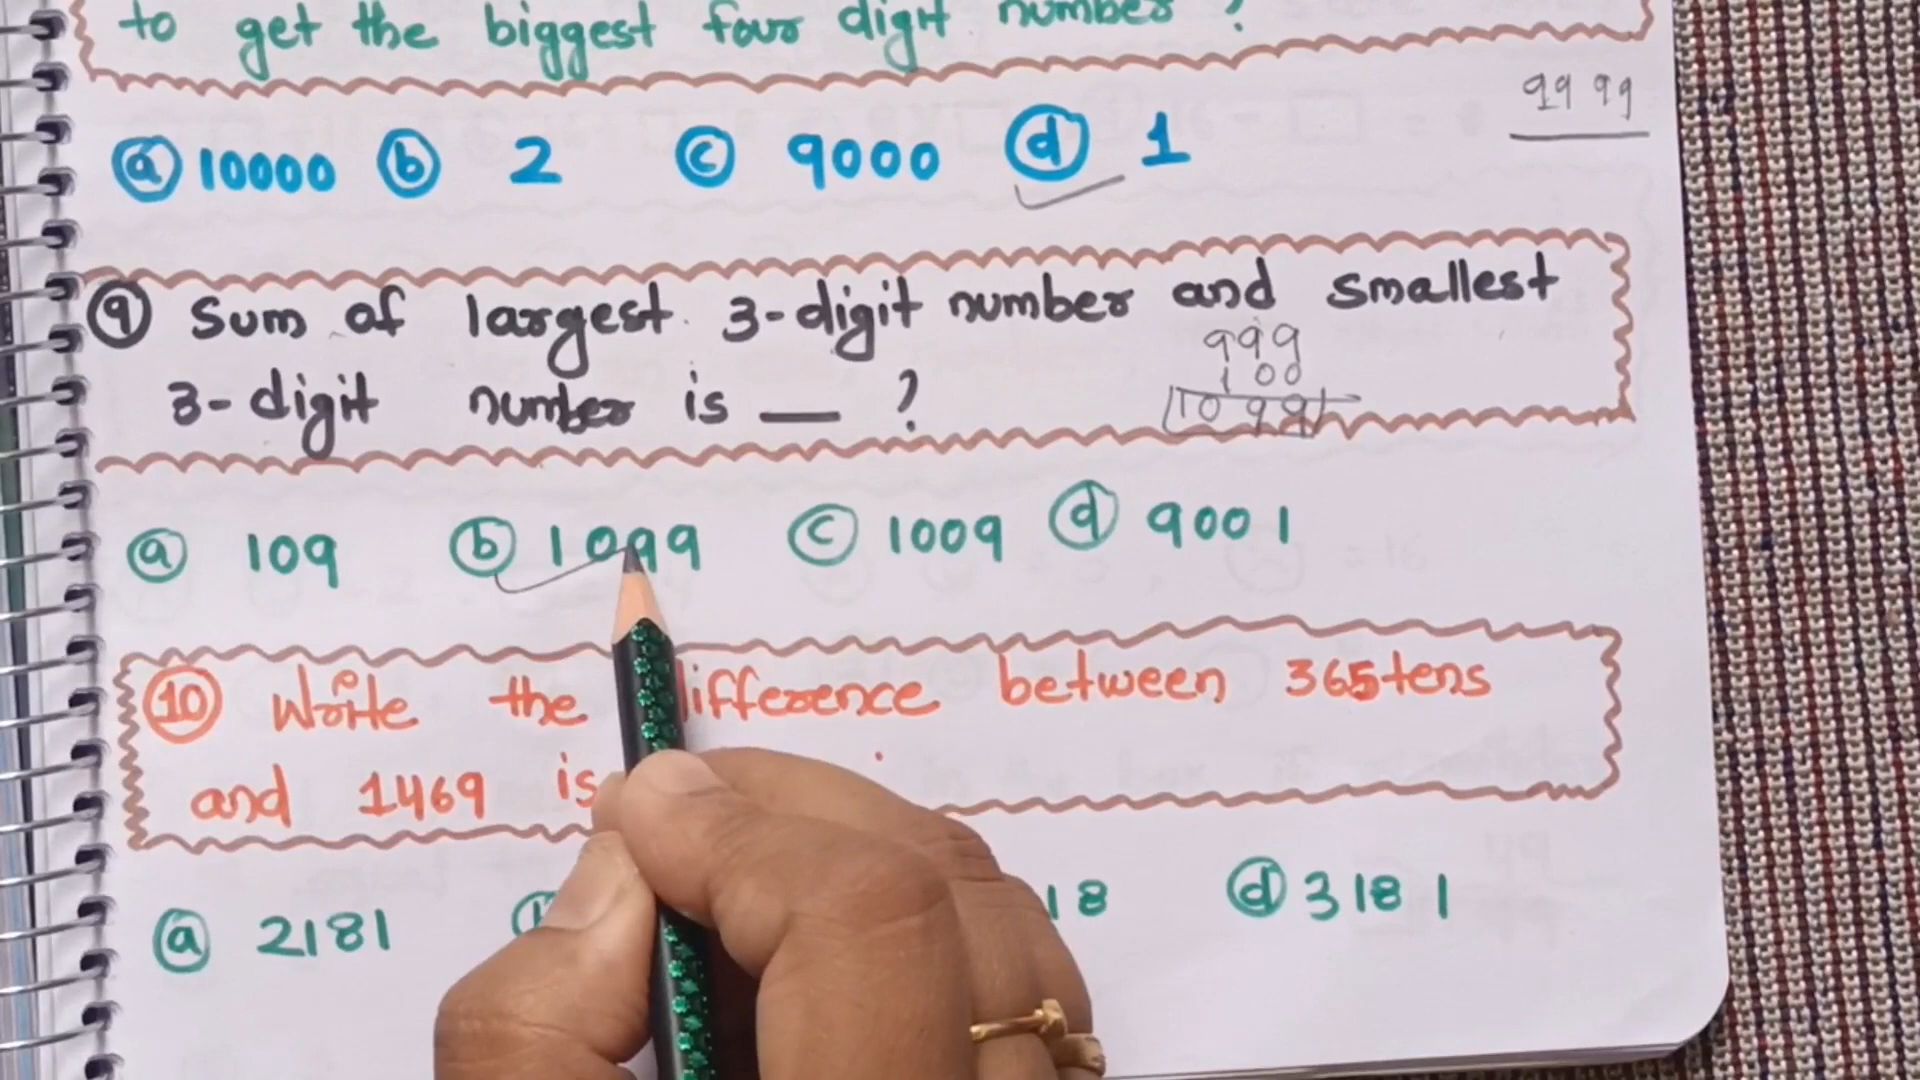 to get the biggest four digit number ?
9999
(a) 10000 (b) 2 (c) 9000 (d) 1
(9) Sum of largest 3-digit number and smallest
999
3-digit number is __ ?
100
1099
(a) 109 (b) 1099 (c) 1009 (d) 9001
(10) Write the ifference between 365tens
and 1469 is
(a) 2181 18 (d) 3181